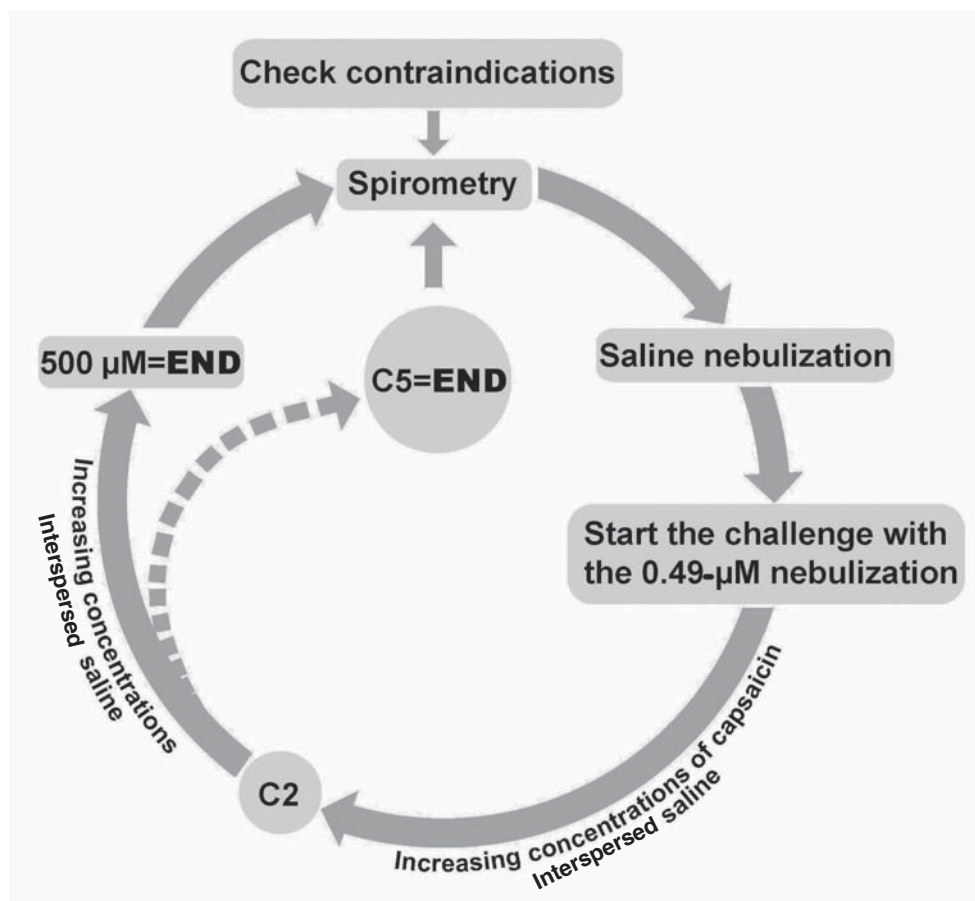 Check contraindications
Spirometry
Saline nebulization
Start the challenge with
the 0.49-µM nebulization
Increasing concentrations of capsaicin
Interspersed saline
C2
Increasing concentrations
Interspersed saline
500 µM=END
C5=END